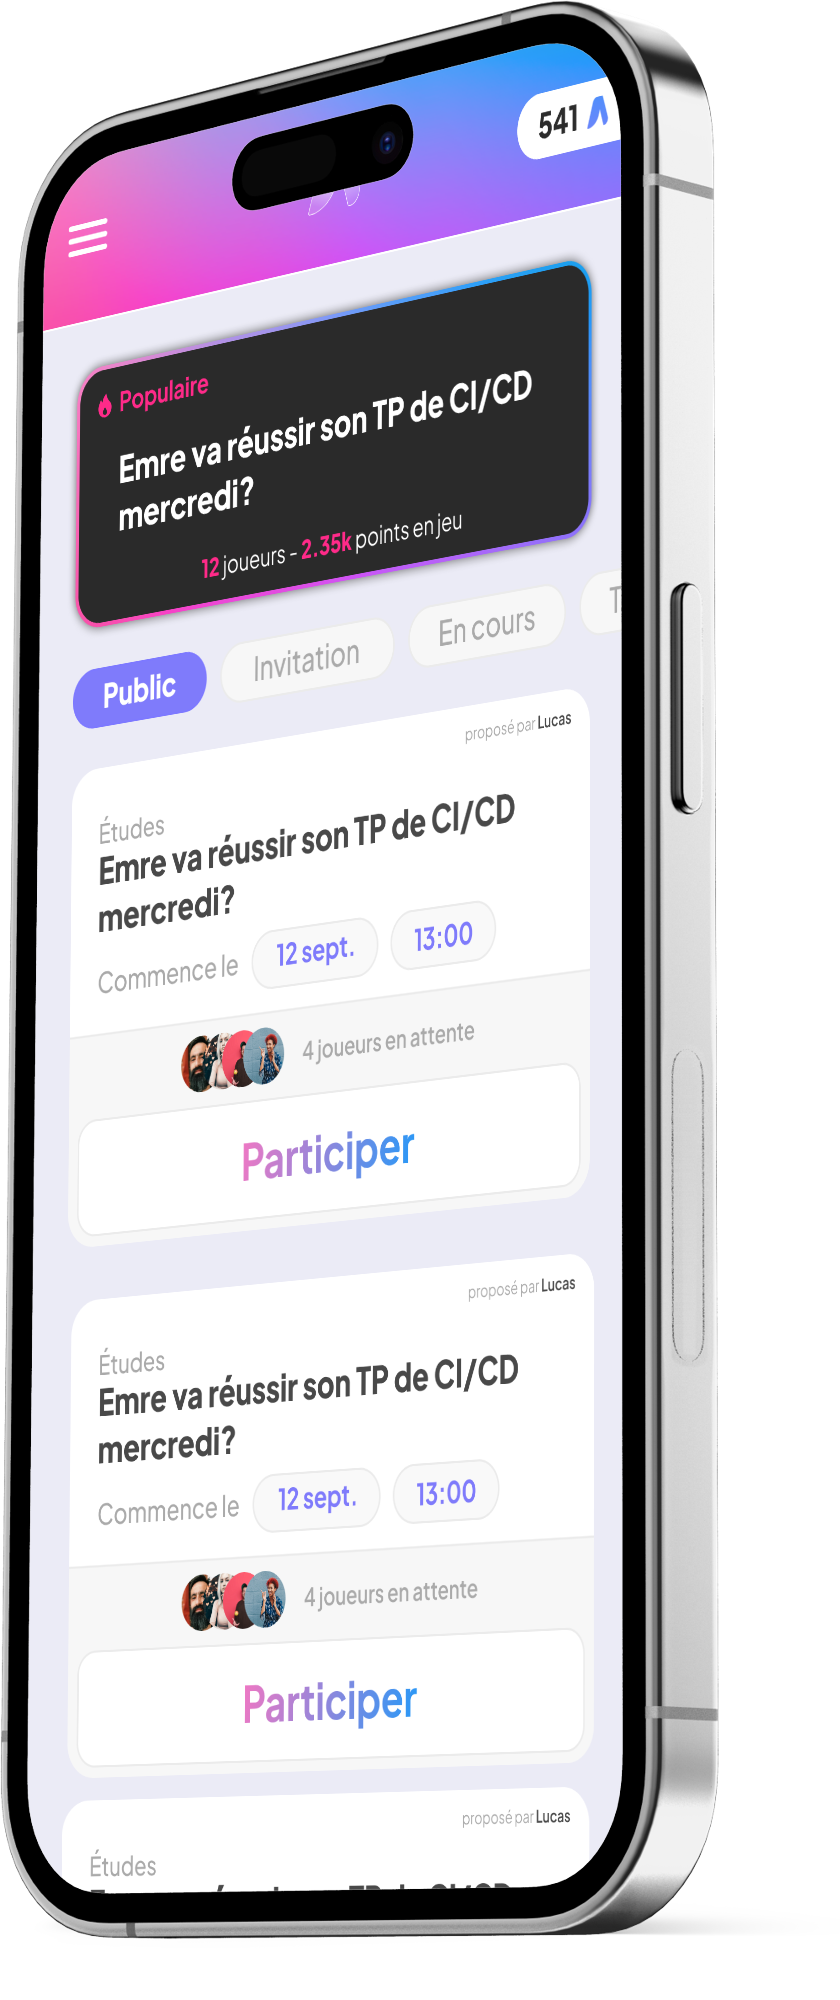 541
Populaire
Emre va réussir son TP de CI/CD
mercredi?
12 joueurs - 2.35k points en jeu
Public
Invitation
En cours
proposé par Lucas
Études
Emre va réussir son TP de CI/CD
mercredi?
Commence le
12 sept.
13:00
4 joueurs en attente
Participer
proposé par Lucas
Études
Emre va réussir son TP de CI/CD
mercredi?
Commence le
12 sept.
13:00
4 joueurs en attente
Participer
proposé par Lucas
Études